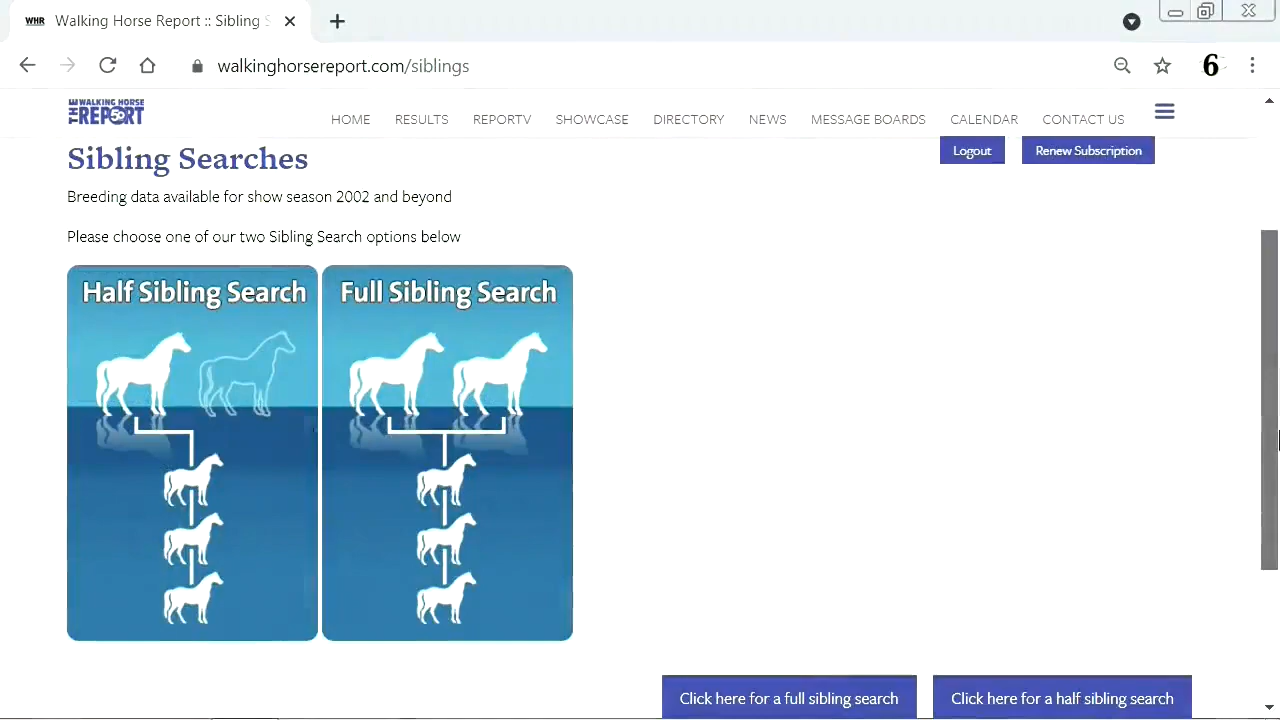 WHR Walking Horse Report :: Sibling S
walkinghorsereport.com/siblings
6
THE WALKING HORSE REPORT 50
HOME RESULTS REPORTV SHOWCASE DIRECTORY NEWS MESSAGE BOARDS CALENDAR CONTACT US
Sibling Searches
Logout Renew Subscription
Breeding data available for show season 2002 and beyond
Please choose one of our two Sibling Search options below
Half Sibling Search Full Sibling Search
Click here for a full sibling search Click here for a half sibling search